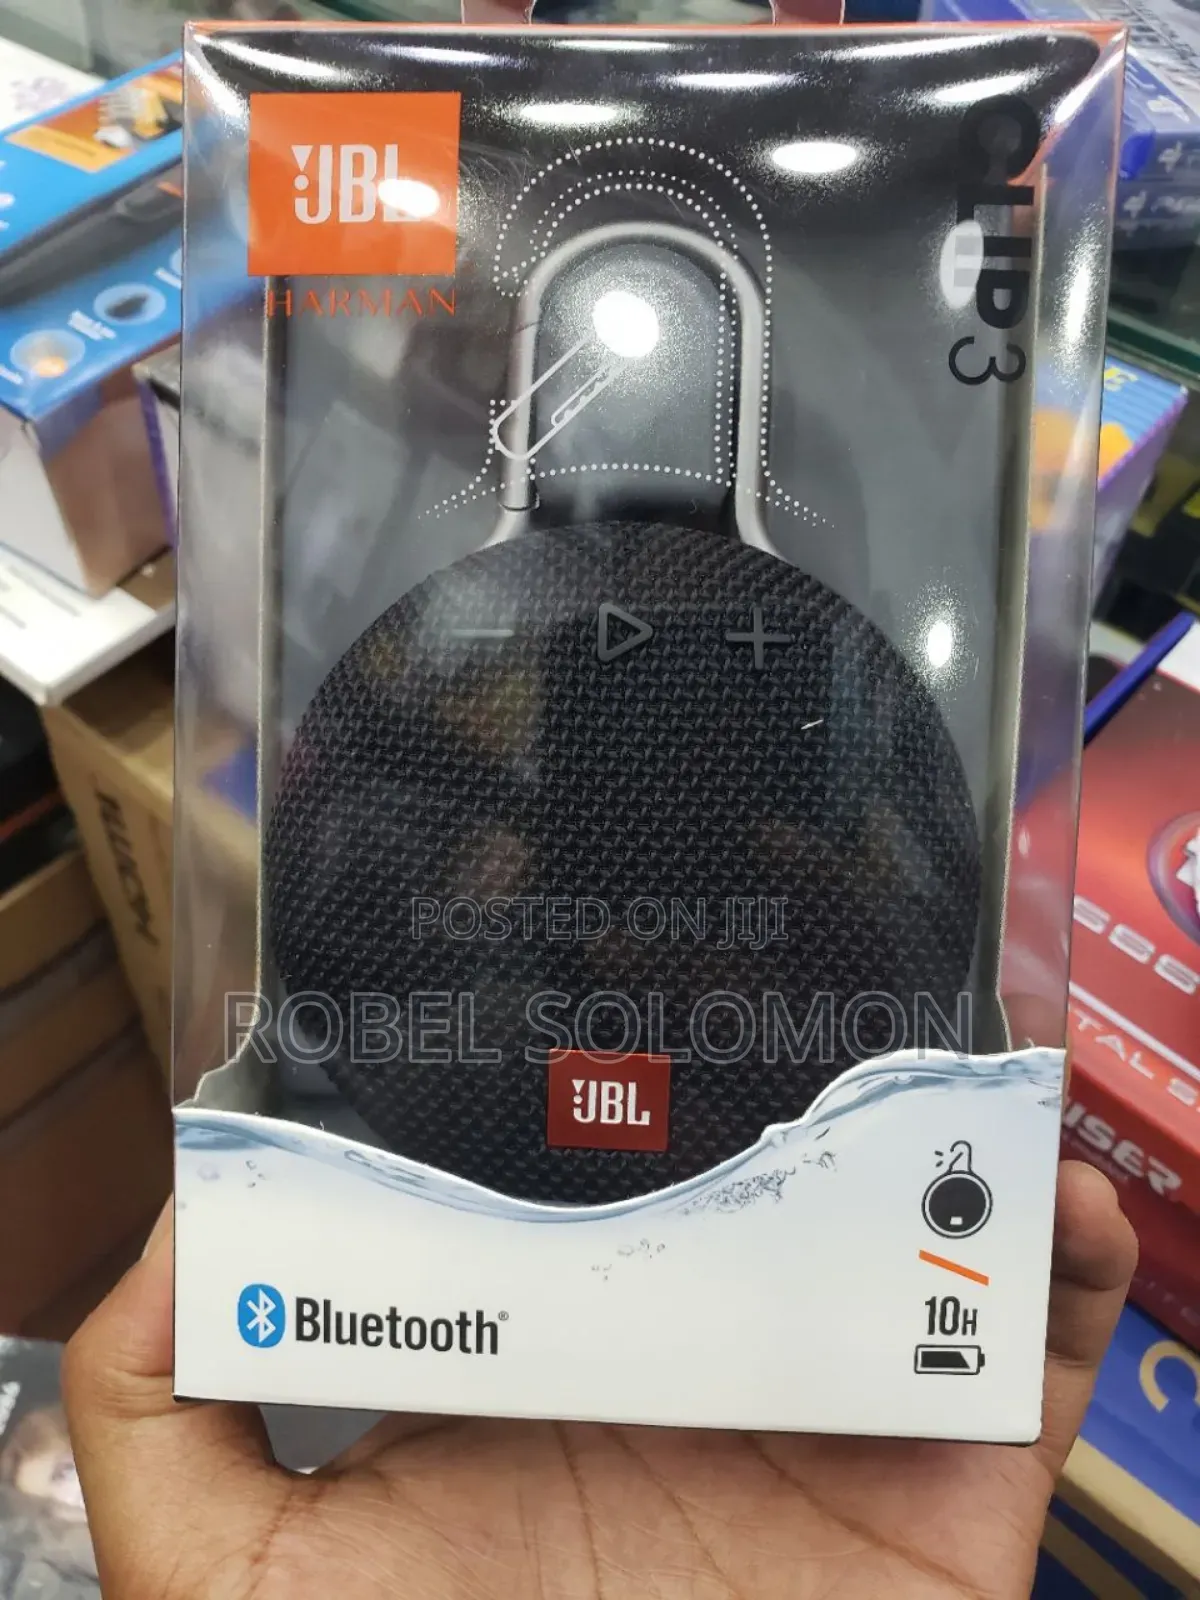 JBL
HARMAN
CLIP 3
POSTED ON JIJI
ROBEL SOLOMON
JBL
Bluetooth®
10H